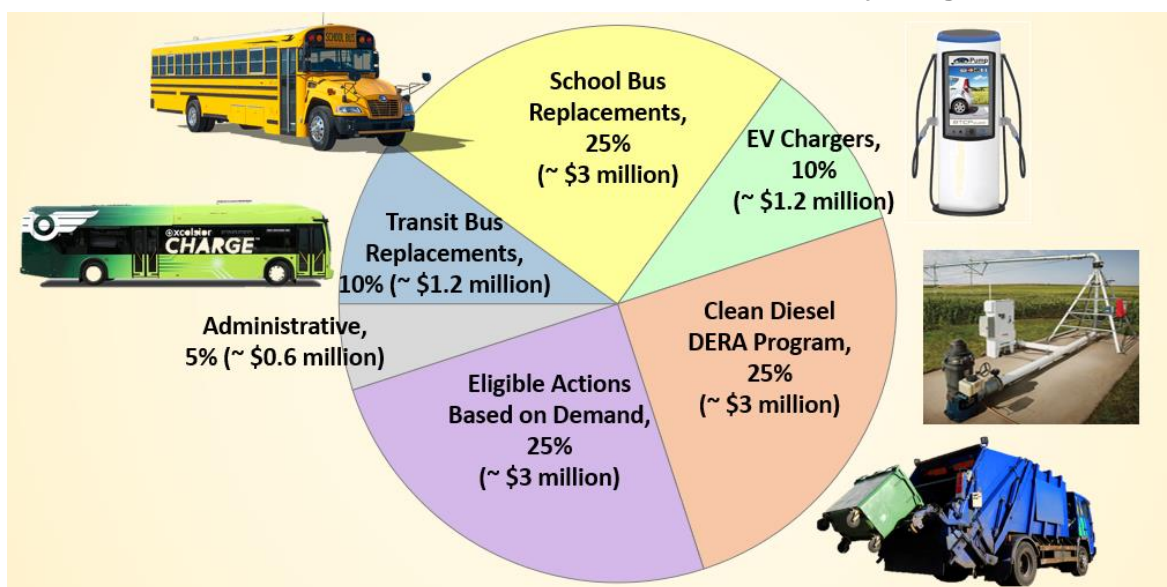 SCHOOL BUS
School Bus
Replacements,
25%
(~ $3 million)
EV Chargers,
10%
(~ $1.2 million)
Pump
Transit Bus
Replacements,
10% (~ $1.2 million)
xcelsior
CHARGE
Administrative,
5% (~ $0.6 million)
Clean Diesel
DERA Program,
25%
(~ $3 million)
Eligible Actions
Based on Demand,
25%
(~ $3 million)